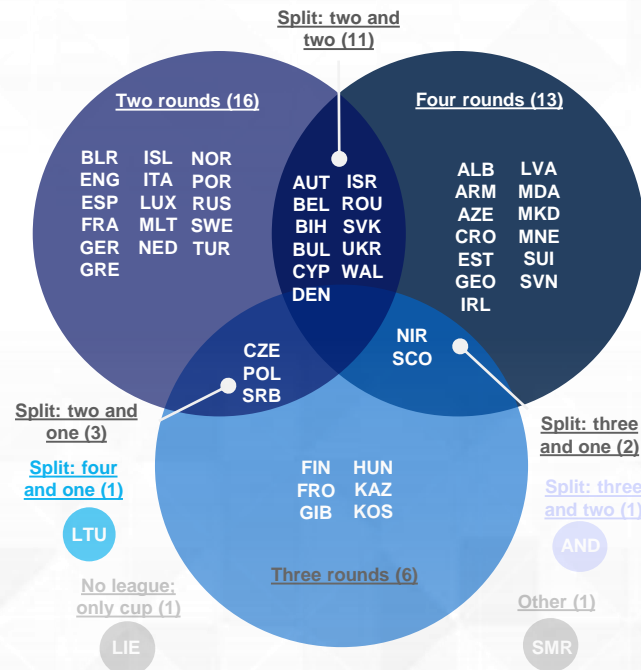 Split: two and
two (11)
Two rounds (16)
Four rounds (13)
BLR ISL NOR
ENG ITA POR
ESP LUX RUS
FRA MLT SWE
GER NED TUR
GRE
AUT ISR
BEL ROU
BIH SVK
BUL UKR
CYP WAL
DEN
ALB LVA
ARM MDA
AZE MKD
CRO MNE
EST SUI
GEO SVN
IRL
CZE
POL
SRB
NIR
SCO
Split: two and
one (3)
Split: three
and one (2)
Split: four
and one (1)
LTU
FIN HUN
FRO KAZ
GIB KOS
Split: three
and two (1)
AND
Three rounds (6)
No league;
only cup (1)
LIE
Other (1)
SMR